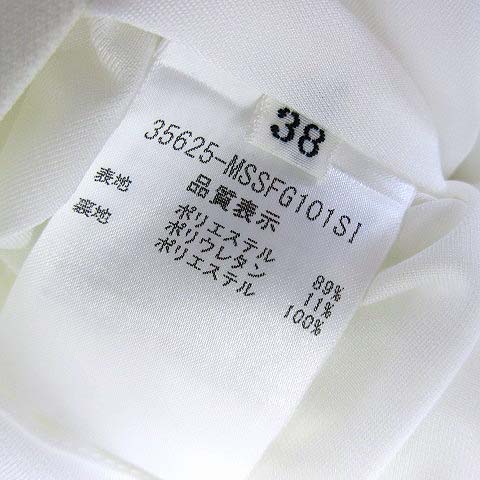 38
35625-MSSFG101SI
品質表示
表地 ポリエステル 89%
ポリウレタン 11%
裏地 ポリエステル 100%